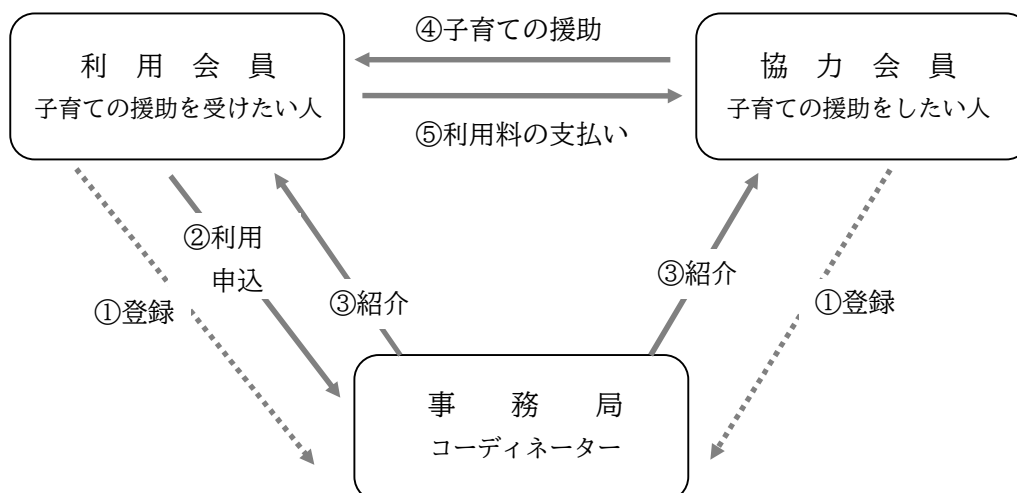 ④子育ての援助
利用会員
子育ての援助を受けたい人
協力会員
子育ての援助をしたい人
⑤利用料の支払い
②利用
申込
①登録
③紹介
③紹介
①登録
事務局
コーディネーター